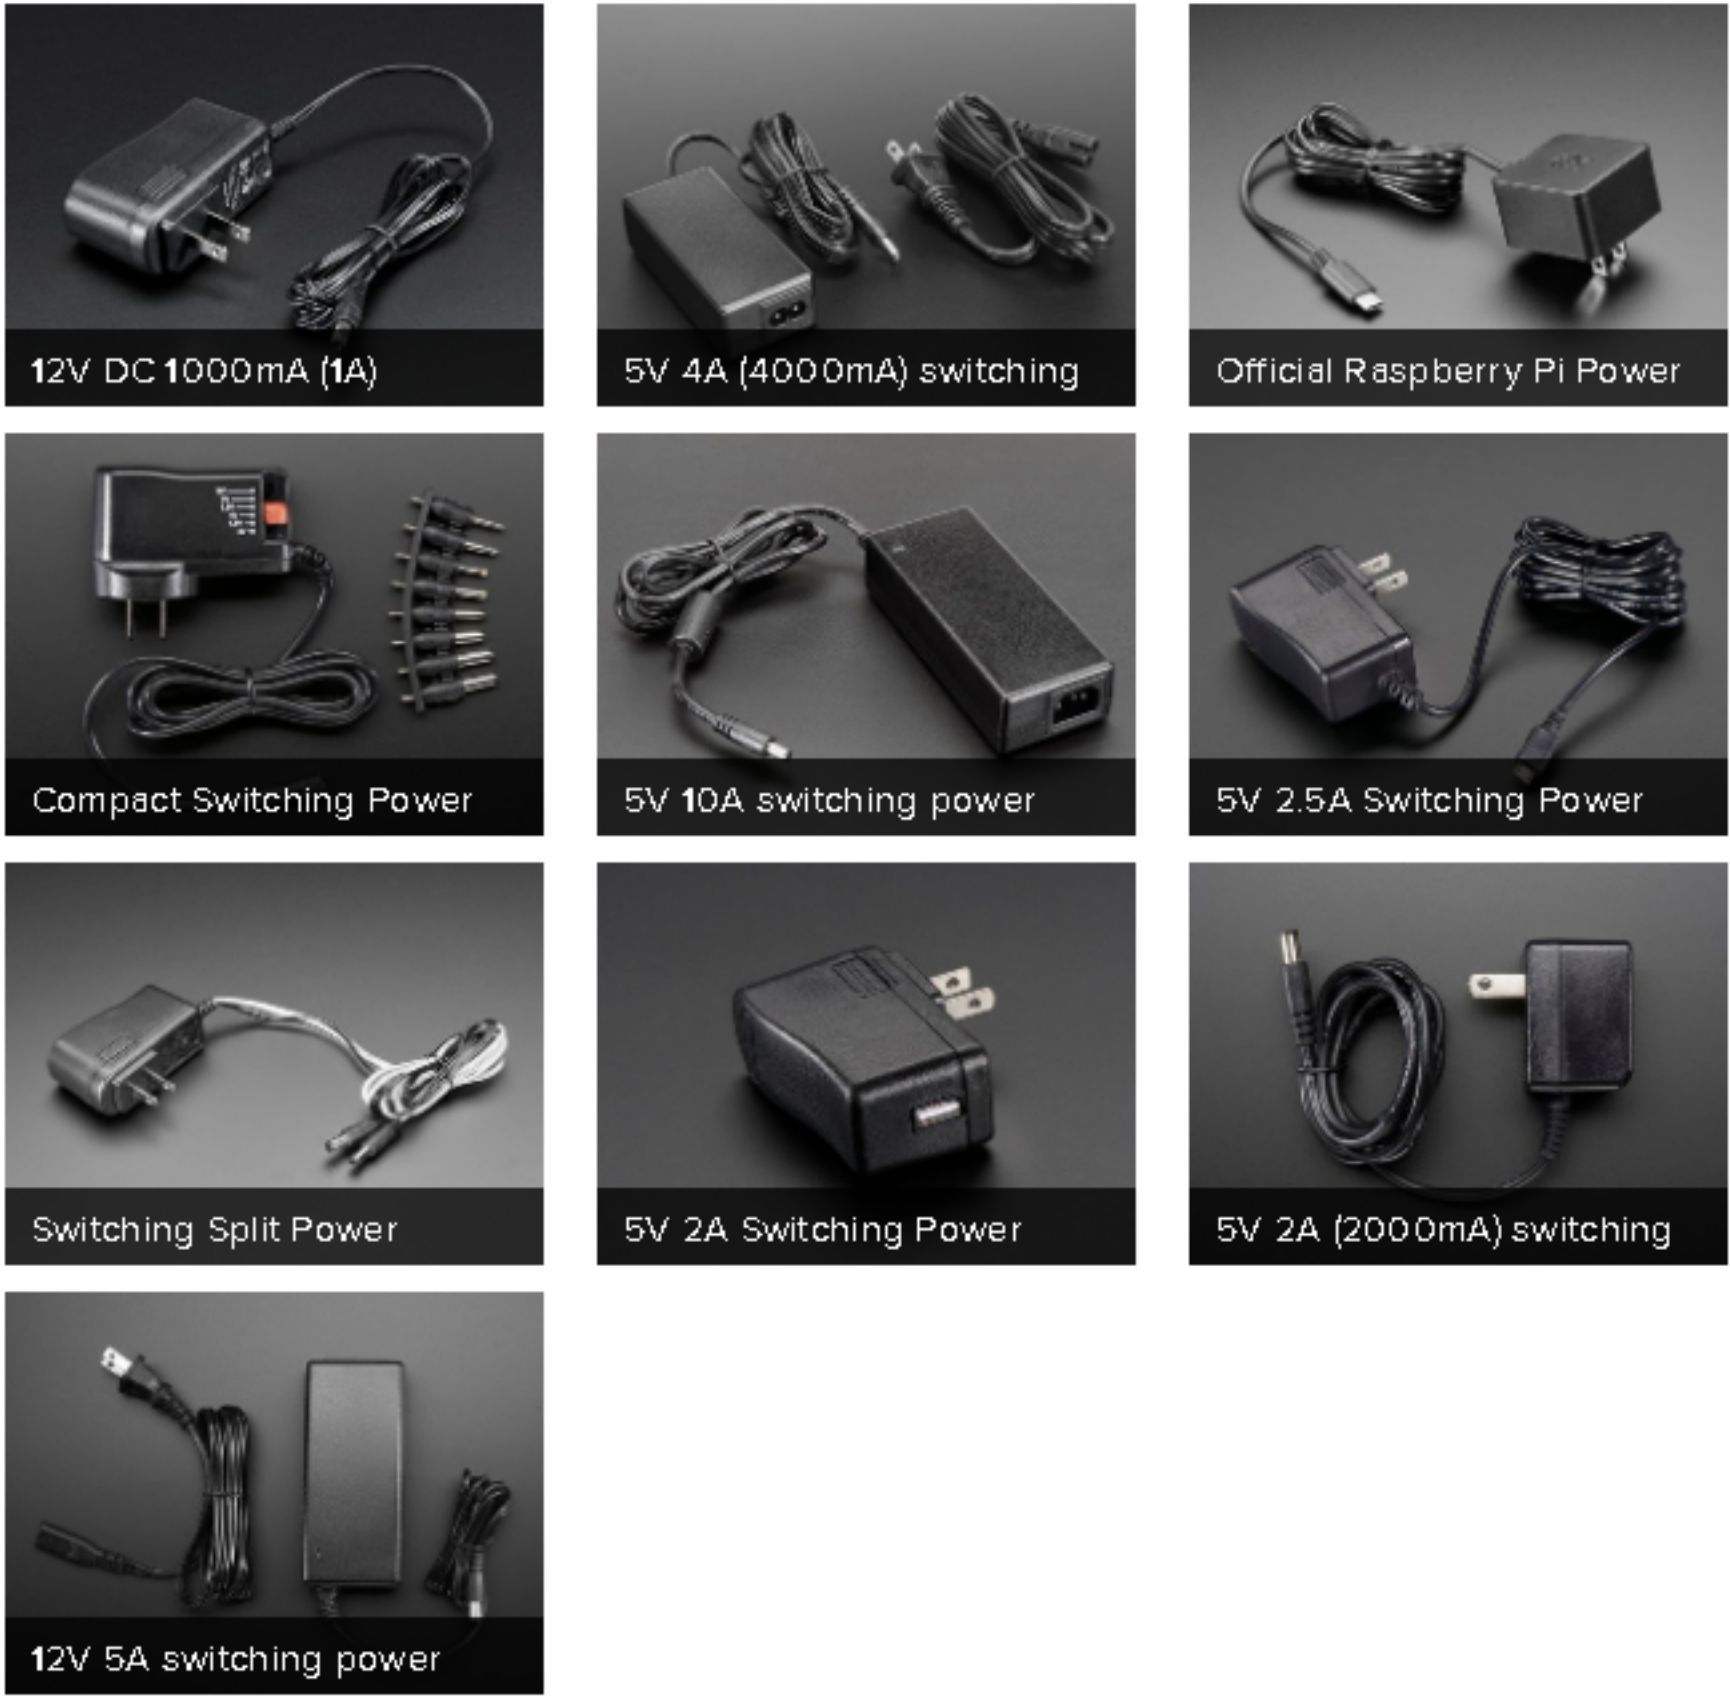 12V DC 1000mA (1A)
5V 4A (4000mA) switching
Official Raspberry Pi Power
Compact Switching Power
5V 10A switching power
5V 2.5A Switching Power
Switching Split Power
5V 2A Switching Power
5V 2A (2000mA) switching
12V 5A switching power